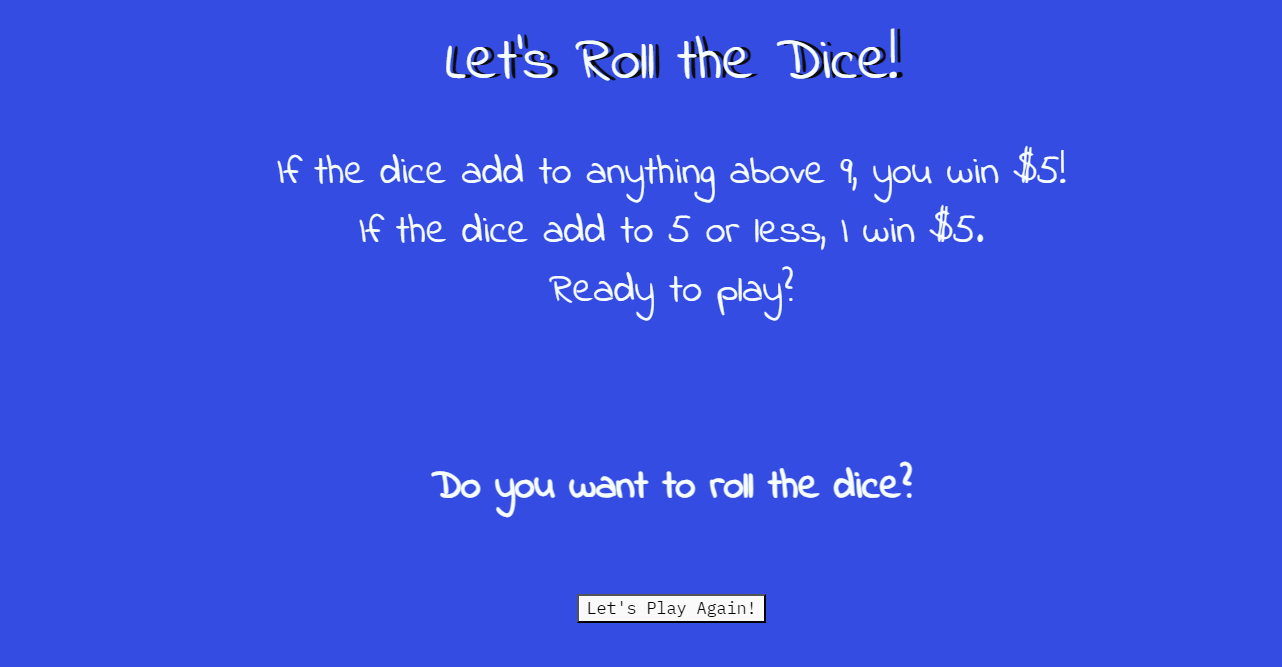 Let's Roll the Dice!
If the dice add to anything above 9, you win $5!
If the dice add to 5 or less, I win $5.
Ready to play?
Do you want to roll the dice?
Let's Play Again!